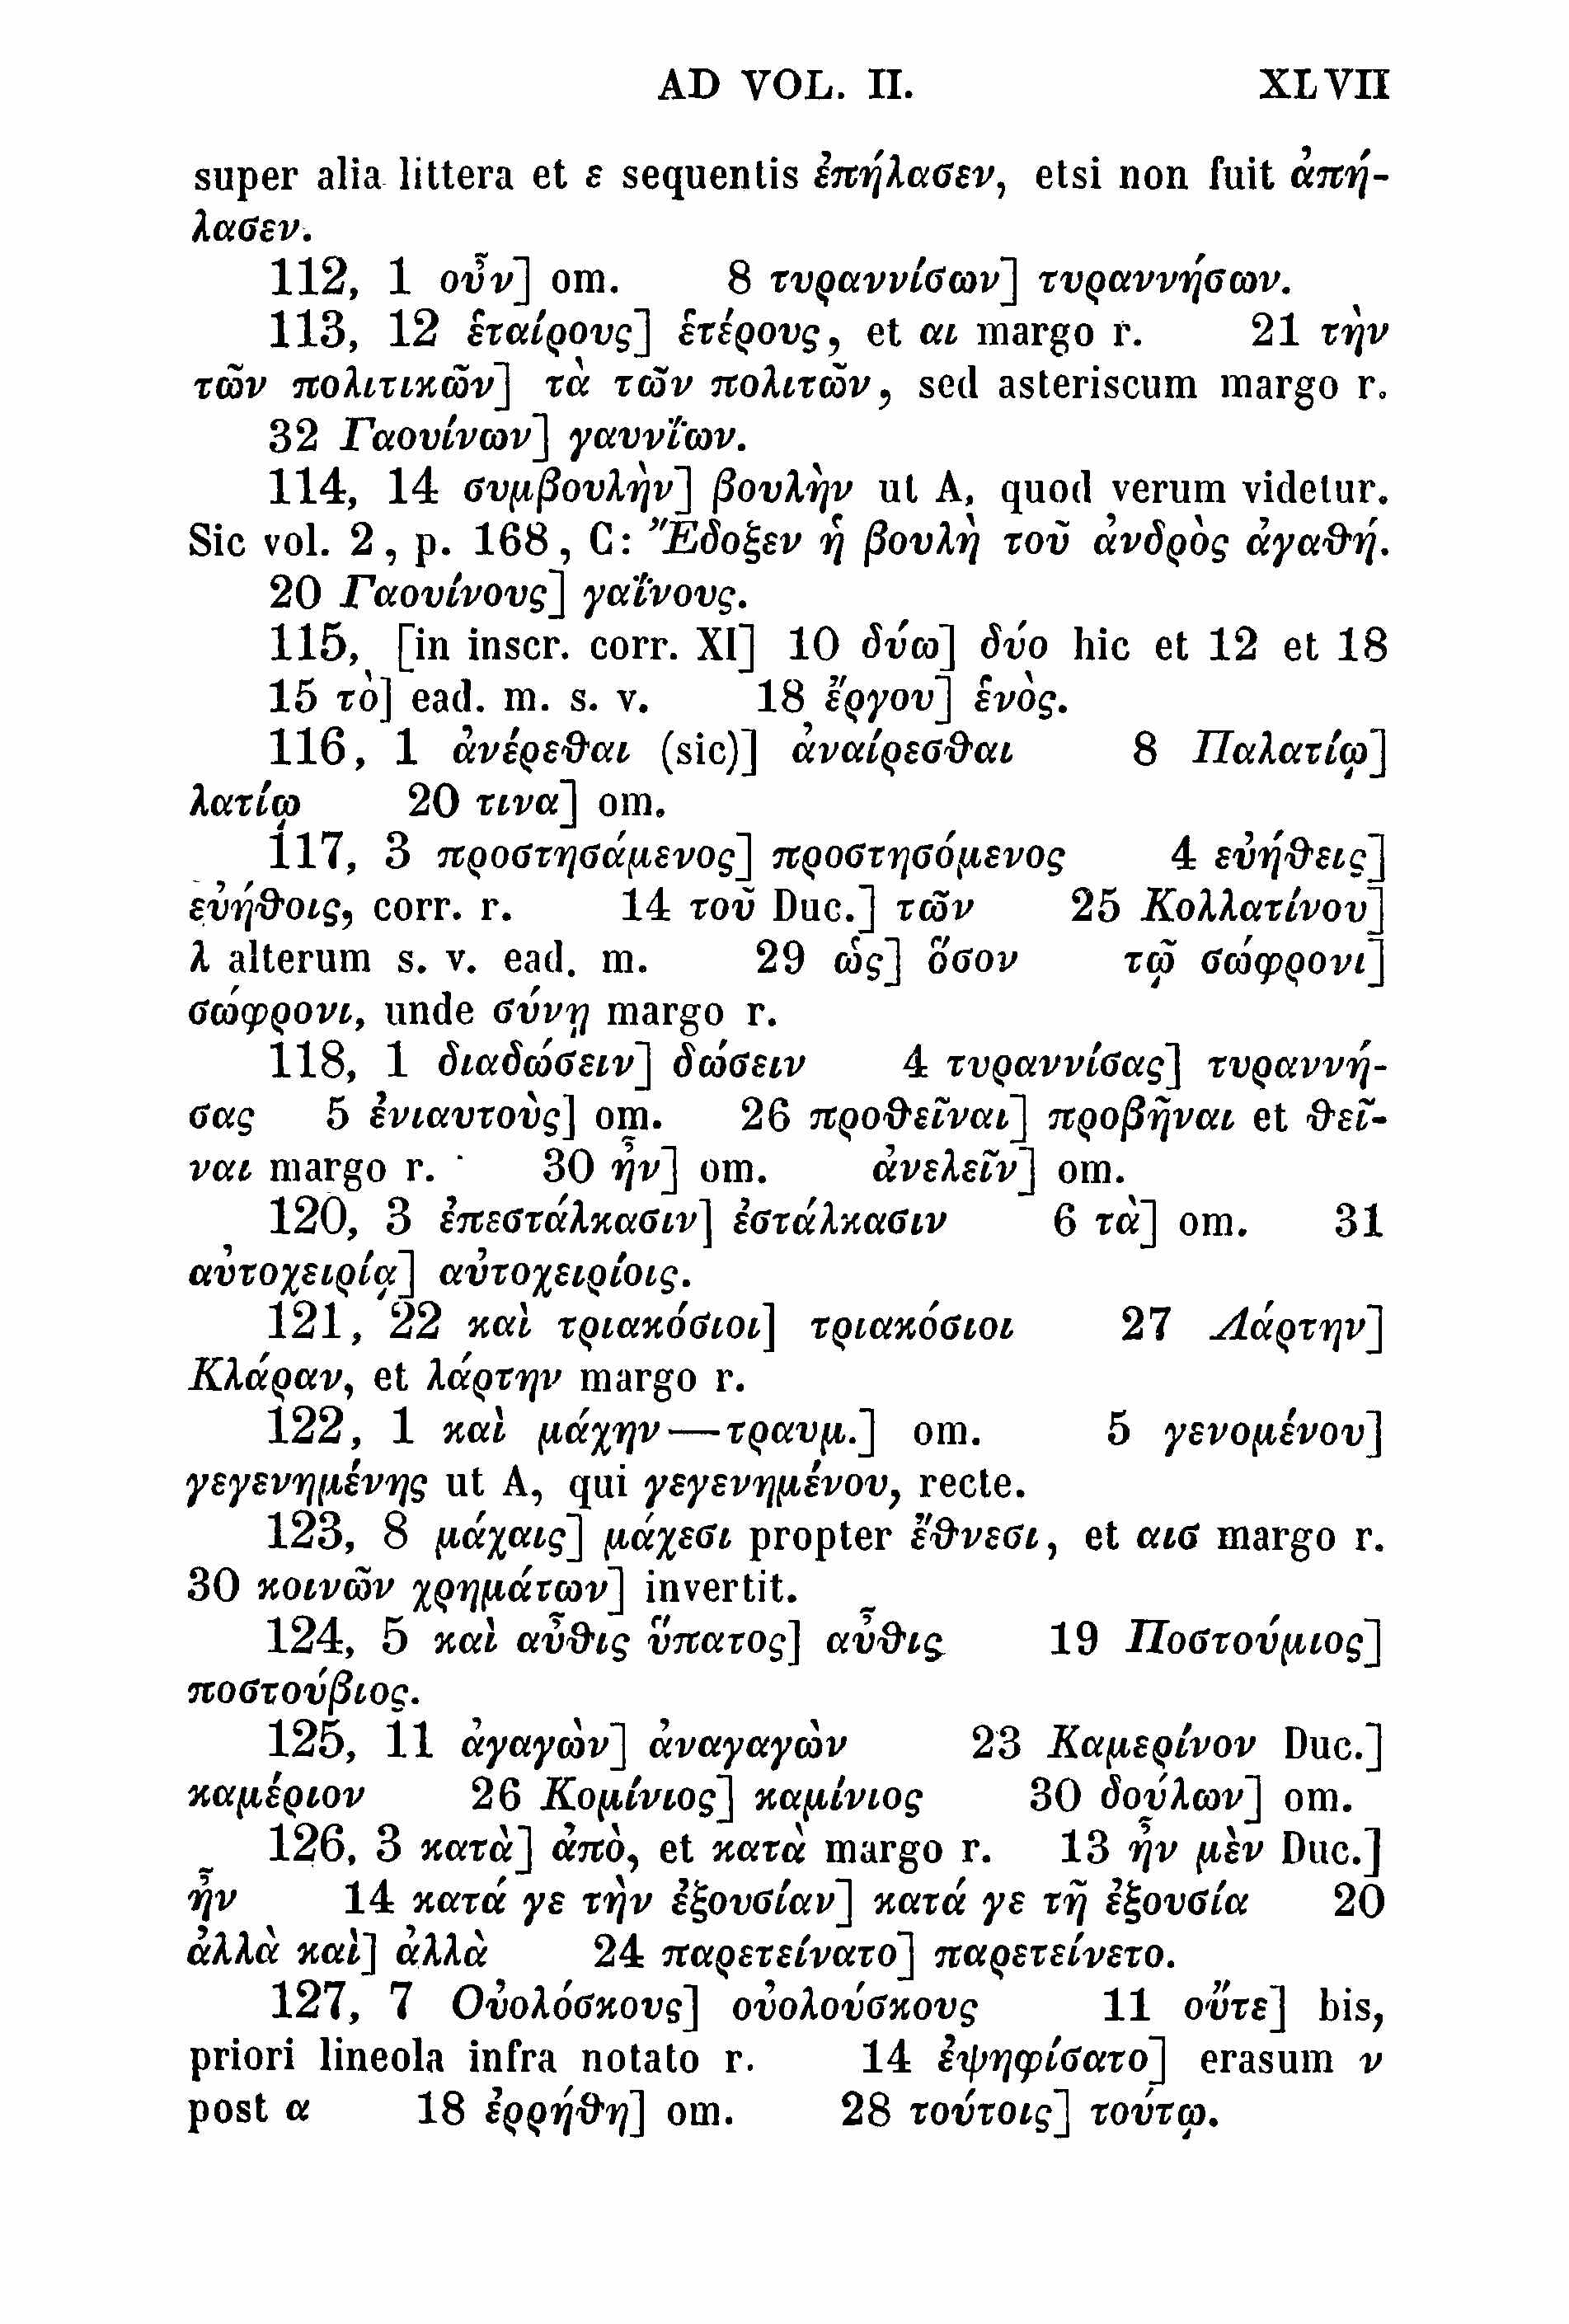 AD VOL. II. XLVII
super alia littera et ε sequentis ἐπήλασεν, etsi non fuit ἀπή-
λασεν.
112, 1 οὖν] om. 8 τυραννίσων] τυραννήσων.
113, 12 ἑταίρους] ἑτέρους, et αι margo r. 21 τὴν
τῶν πολιτικῶν] τὰ τῶν πολιτῶν, sed asteriscum margo r.
32 Γαουίνων] γαυνΐων.
114, 14 συμβουλὴν] βουλὴν ut A, quod verum videtur.
Sic vol. 2, p. 168, C: Ἔδοξεν ἡ βουλὴ τοῦ ἀνδρὸς ἀγαθή.
20 Γαουίνους] γαΐνους.
115, [in inscr. corr. XI] 10 δύω] δύο hic et 12 et 18
15 τὸ] ead. m. s. v. 18 ἔργου] ἑνὸς.
116, 1 ἀνέρεθαι (sic)] ἀναίρεσθαι 8 Παλατίῳ]
λατίῳ 20 τινα] om.
117, 3 προστησάμενος] προστησόμενος 4 εὐήθεις]
εὐήθοις, corr. r. 14 τοῦ Duc.] τῶν 25 Κολλατίνου]
λ alterum s. v. ead. m. 29 ὡς] ὅσον τῷ σώφρονι]
σώφρονι, unde σύνῃ margo r.
118, 1 διαδώσειν] δώσειν 4 τυραννίσας] τυραννή-
σας 5 ἐνιαυτοὺς] om. 26 προθεῖναι] προβῆναι et θεῖ-
ναι margo r. 30 ἦν] om. ἀνελεῖν] om.
120, 3 ἐπεστάλκασιν] ἐστάλκασιν 6 τὰ] om. 31
αὐτοχειρίᾳ] αὐτοχειρίοις.
121, 22 καὶ τριακόσιοι] τριακόσιοι 27 Λάρτην]
Κλάραν, et λάρτην margo r.
122, 1 καὶ μάχην—τραυμ.] om. 5 γενομένου]
γεγενημένης ut A, qui γεγενημένου, recte.
123, 8 μάχαις] μάχεσι propter ἔθνεσι, et αισ margo r.
30 κοινῶν χρημάτων] invertit.
124, 5 καὶ αὖθις ὕπατος] αὖθις 19 Ποστούμιος]
ποστούβιος.
125, 11 ἀγαγὼν] ἀναγαγὼν 23 Καμερίνον Duc.]
καμέριον 26 Κομίνιος] καμίνιος 30 δούλων] om.
126, 3 κατὰ] ἀπὸ, et κατὰ margo r. 13 ἦν μὲν Duc.]
ἦν 14 κατά γε τὴν ἐξουσίαν] κατά γε τῆ ἐξουσία 20
ἀλλὰ καὶ] ἀλλὰ 24 παρετείνατο] παρετείνετο.
127, 7 Οὐολόσκους] οὐολούσκους 11 οὔτε] bis,
priori lineola infra notato r. 14 ἐψηφίσατο] erasum ν
post α 18 ἐρρήθη] om. 28 τούτοις] τούτῳ.